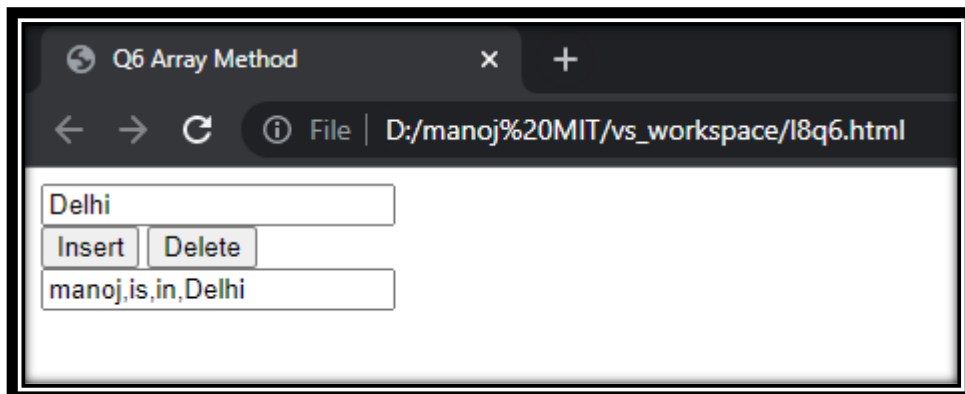 Q6 Array Method
File D:/manoj%20MIT/vs_workspace/l8q6.html
Delhi
Insert Delete
manoj,is,in,Delhi